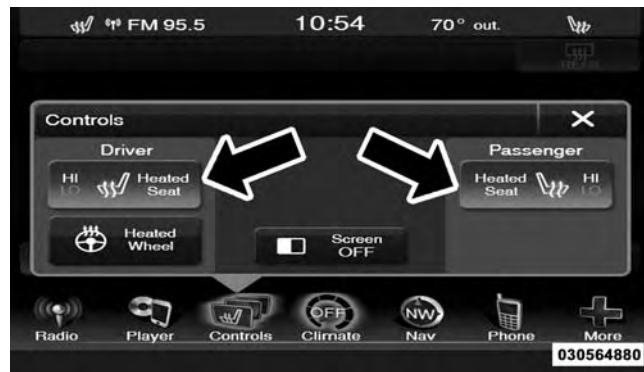 FM 95.5 10:54 70° out.
Controls
Driver Passenger
HI Heated Heated HI
LO Seat Seat LO
Heated
Wheel
Screen
OFF
OFF NW
Radio Player Controls Climate Nav Phone More
030564880